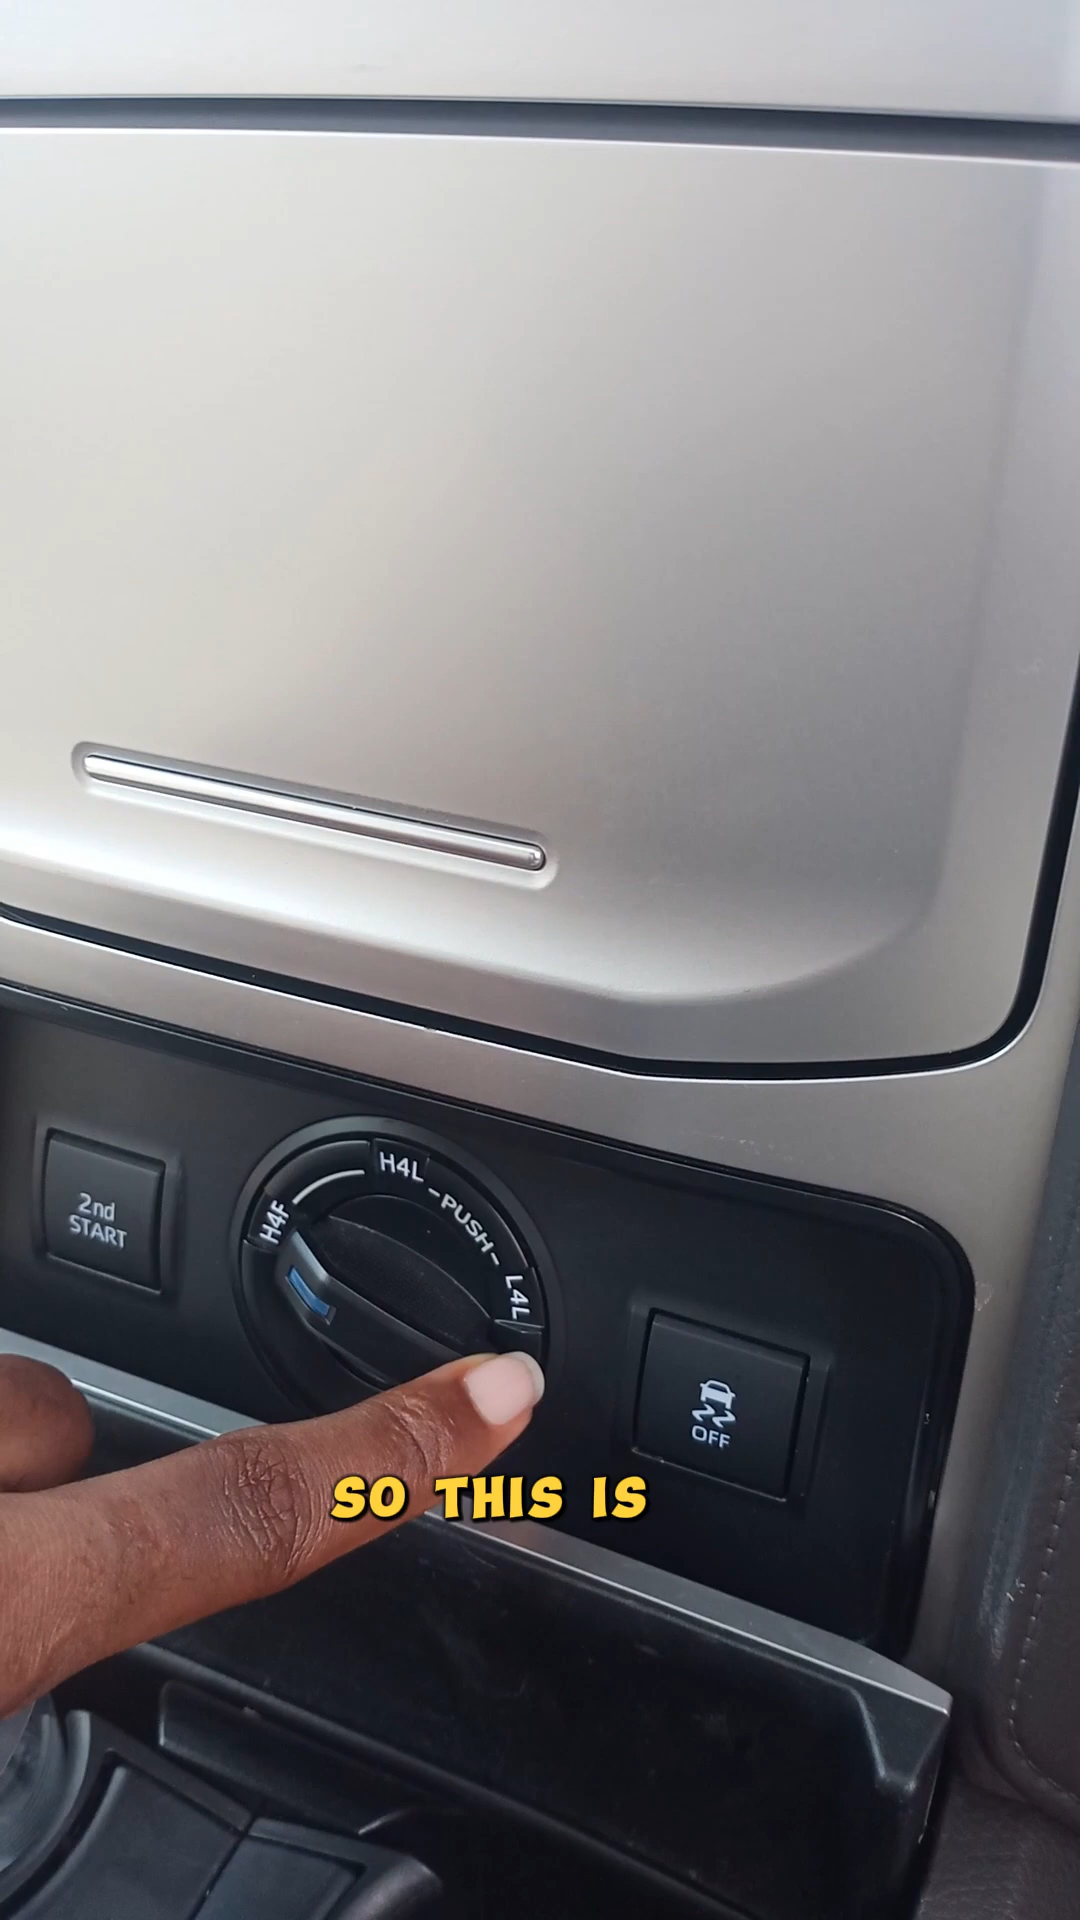 2nd
START
H4F
H4L
-PUSH-
L4L
OFF
SO THIS IS